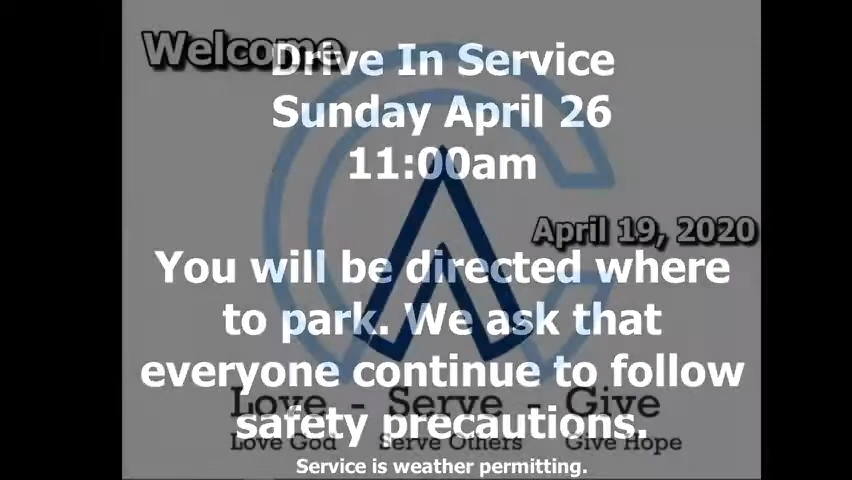 Welcome
Drive In Service
Sunday April 26
11:00am
April 19, 2020
You will be directed where
to park. We ask that
everyone continue to follow
Love - Serve - Give
safety precautions.
Love God Serve Others Give Hope
Service is weather permitting.